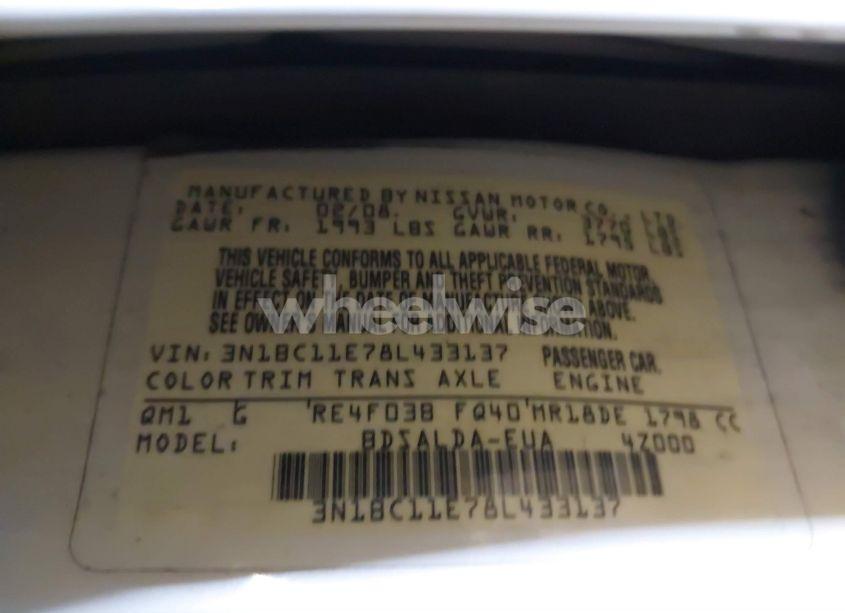 MANUFACTURED BY NISSAN MOTOR CO., LTD.
DATE: 02/08. GVWR: LBS
GAWR FR: 1993 LBS GAWR RR: 1795 LBS
THIS VEHICLE CONFORMS TO ALL APPLICABLE FEDERAL MOTOR
VEHICLE SAFETY, BUMPER AND THEFT PREVENTION STANDARDS
IN EFFECT ON THE DATE OF MANUFACTURE SHOWN ABOVE.
SEE OWNER'S MANUAL FOR ADDITIONAL INFORMATION.
wheelwise
VIN: 3N1BC11E78L433137 PASSENGER CAR.
COLOR TRIM TRANS AXLE ENGINE
QM1 G RE4F03B FQ40 MR18DE 1798 CC
MODEL: BDSALDA-EUA 4Z000
3N1BC11E78L433137